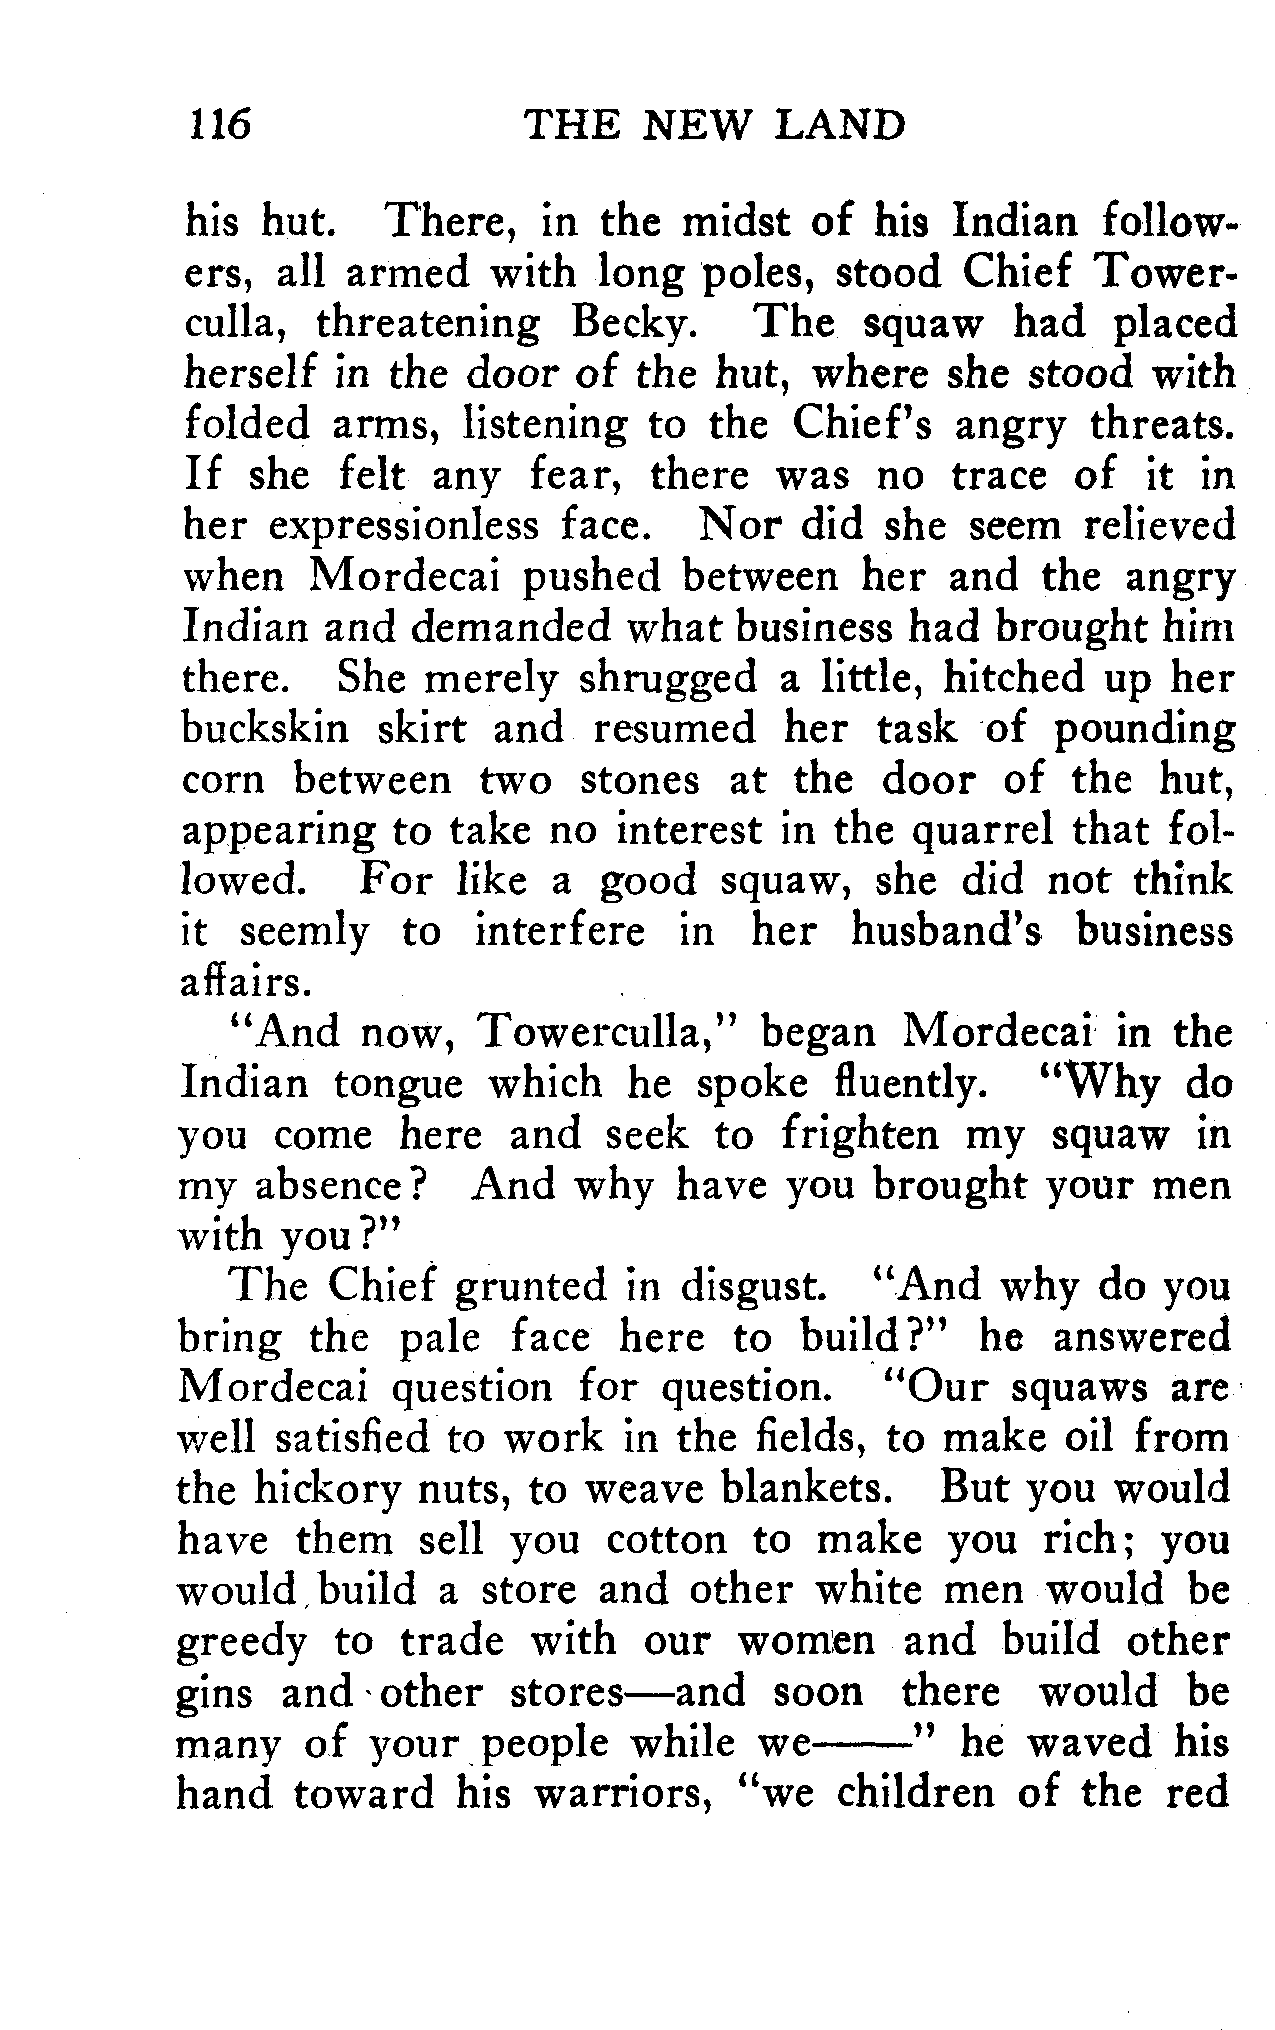 116 THE NEW LAND
his hut. There, in the midst of his Indian follow-
ers, all armed with long poles, stood Chief Tower-
culla, threatening Becky. The squaw had placed
herself in the door of the hut, where she stood with
folded arms, listening to the Chief's angry threats.
If she felt any fear, there was no trace of it in
her expressionless face. Nor did she seem relieved
when Mordecai pushed between her and the angry
Indian and demanded what business had brought him
there. She merely shrugged a little, hitched up her
buckskin skirt and resumed her task of pounding
corn between two stones at the door of the hut,
appearing to take no interest in the quarrel that fol-
lowed. For like a good squaw, she did not think
it seemly to interfere in her husband's business
affairs.
"And now, Towerculla," began Mordecai in the
Indian tongue which he spoke fluently. "Why do
you come here and seek to frighten my squaw in
my absence? And why have you brought your men
with you?"
The Chief grunted in disgust. "And why do you
bring the pale face here to build?" he answered
Mordecai question for question. "Our squaws are
well satisfied to work in the fields, to make oil from
the hickory nuts, to weave blankets. But you would
have them sell you cotton to make you rich; you
would build a store and other white men would be
greedy to trade with our women and build other
gins and other stores—and soon there would be
many of your people while we——" he waved his
hand toward his warriors, "we children of the red